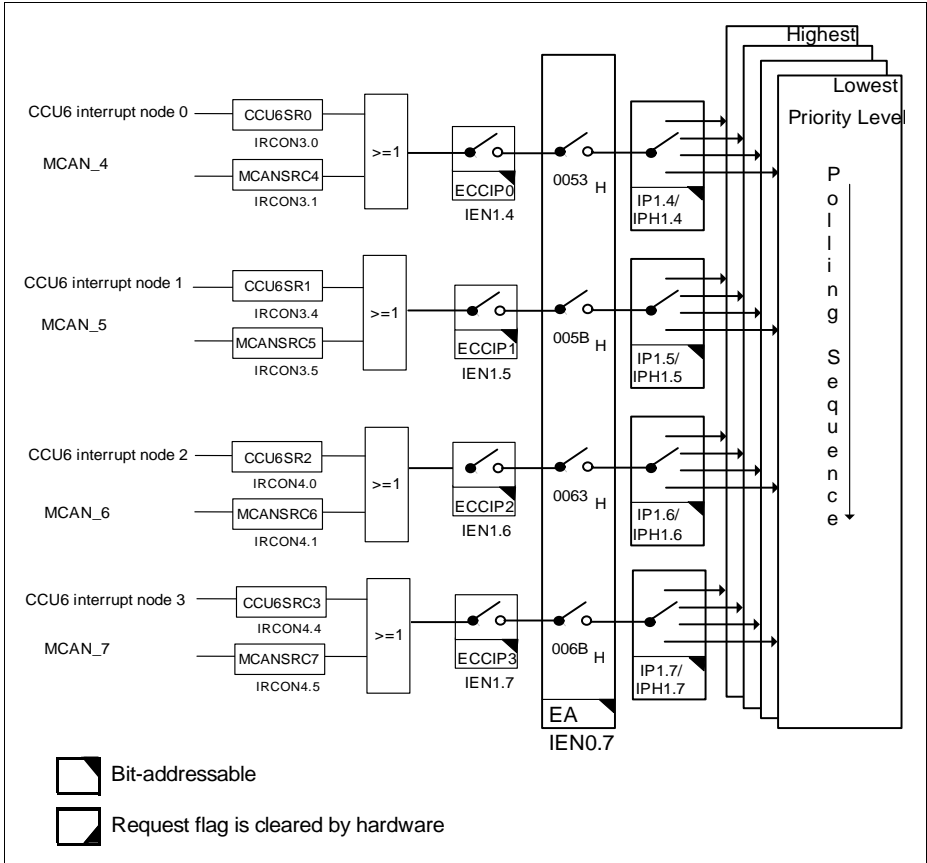 Highest
Lowest
Priority Level
Polling Sequence
CCU6 interrupt node 0
CCU6SR0
IRCON3.0
MCAN_4
MCANSRC4
IRCON3.1
>=1
ECCIP0
IEN1.4
0053 H
IP1.4/
IPH1.4
CCU6 interrupt node 1
CCU6SR1
IRCON3.4
MCAN_5
MCANSRC5
IRCON3.5
>=1
ECCIP1
IEN1.5
005B H
IP1.5/
IPH1.5
CCU6 interrupt node 2
CCU6SR2
IRCON4.0
MCAN_6
MCANSRC6
IRCON4.1
>=1
ECCIP2
IEN1.6
0063 H
IP1.6/
IPH1.6
CCU6 interrupt node 3
CCU6SRC3
IRCON4.4
MCAN_7
MCANSRC7
IRCON4.5
>=1
ECCIP3
IEN1.7
006B H
IP1.7/
IPH1.7
EA
IEN0.7
Bit-addressable
Request flag is cleared by hardware